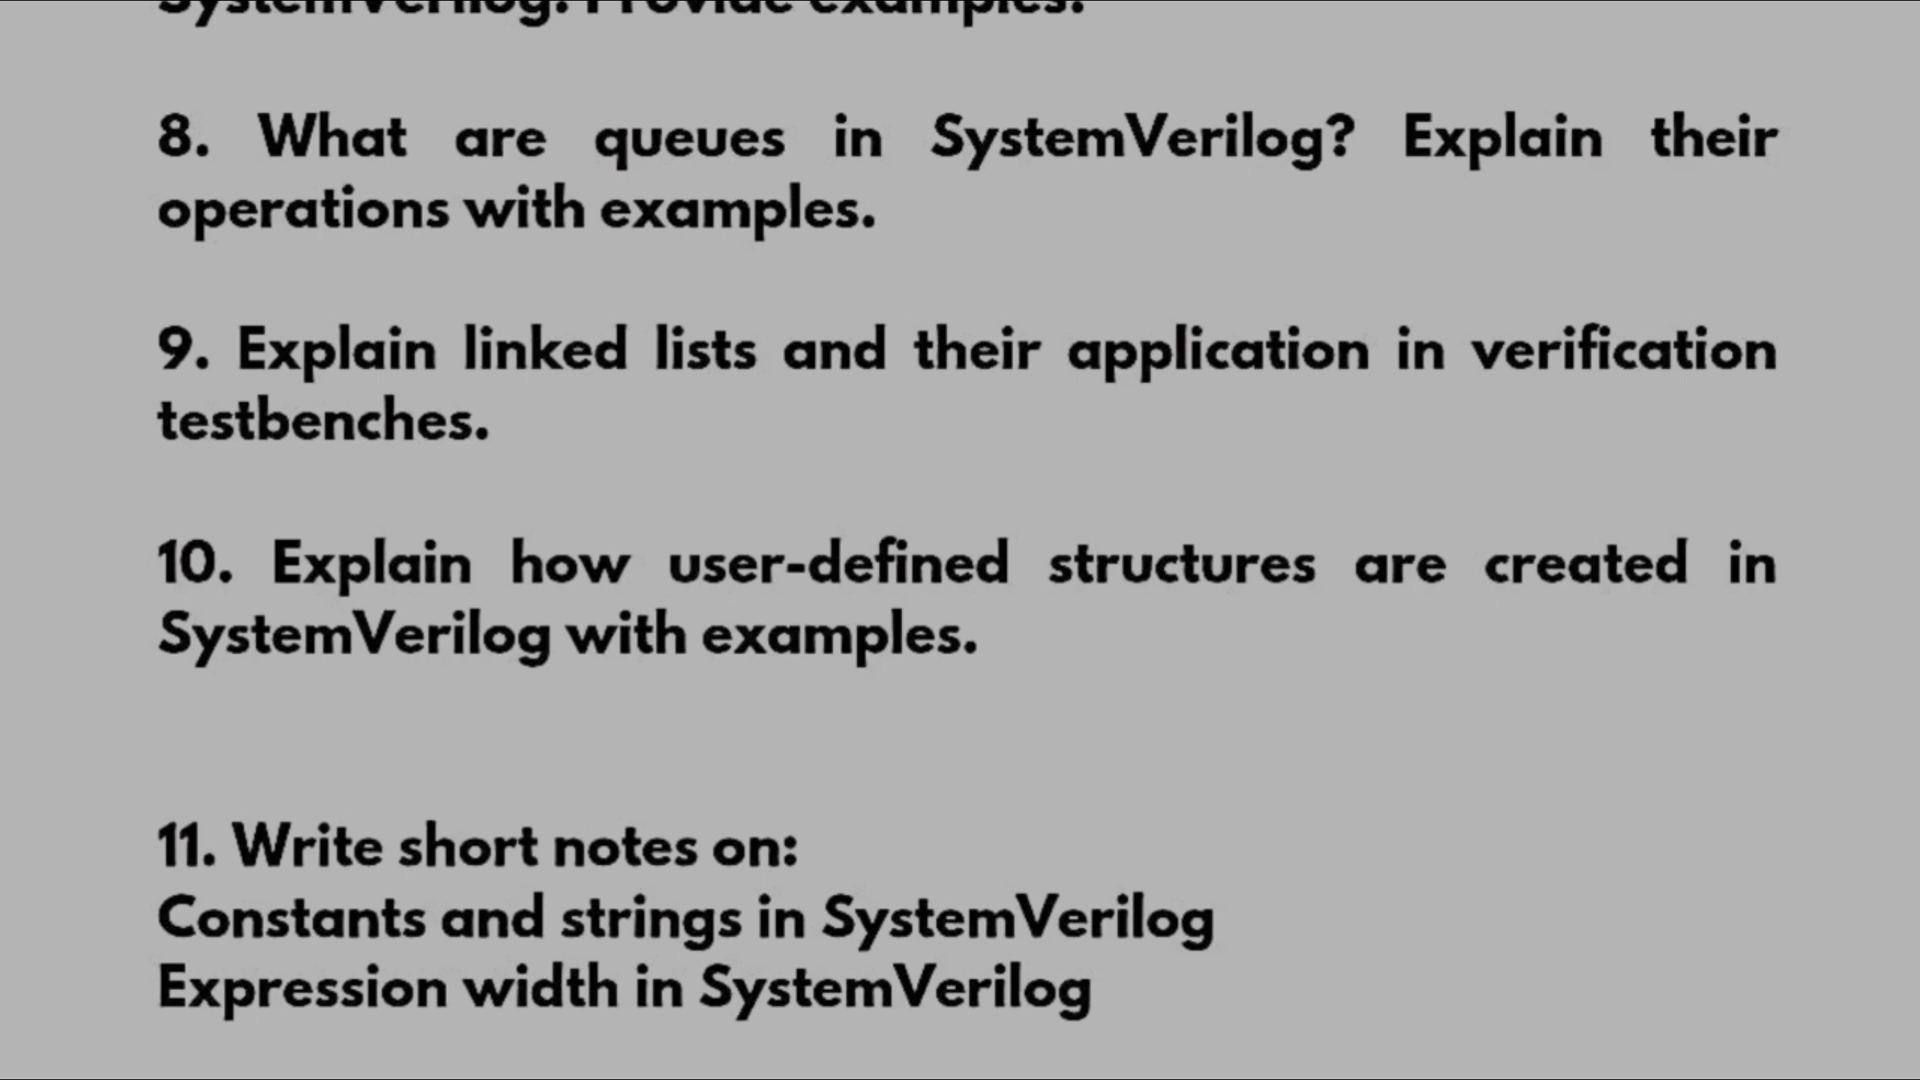 SystemVerilog. Provide examples.
8. What are queues in SystemVerilog? Explain their
operations with examples.
9. Explain linked lists and their application in verification
testbenches.
10. Explain how user-defined structures are created in
SystemVerilog with examples.
11. Write short notes on:
Constants and strings in SystemVerilog
Expression width in SystemVerilog